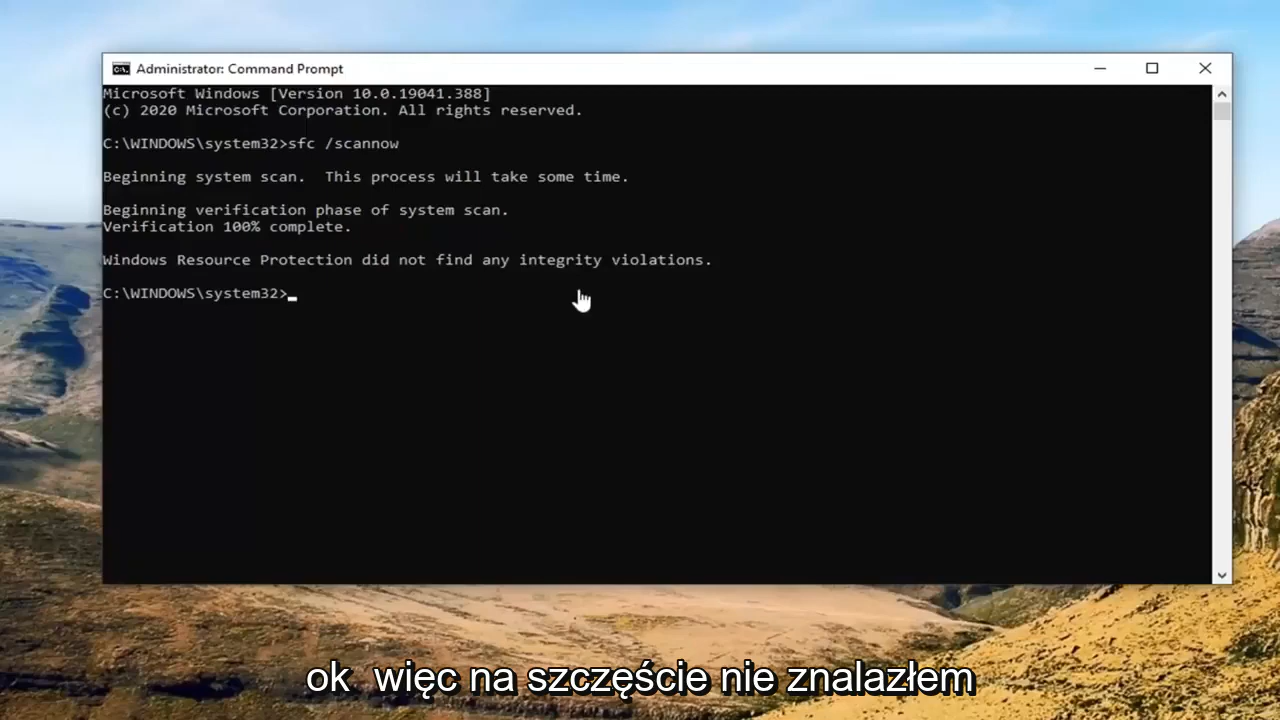 Administrator: Command Prompt
Microsoft Windows [Version 10.0.19041.388]
(c) 2020 Microsoft Corporation. All rights reserved.
C:\WINDOWS\system32>sfc /scannow
Beginning system scan.  This process will take some time.
Beginning verification phase of system scan.
Verification 100% complete.
Windows Resource Protection did not find any integrity violations.
C:\WINDOWS\system32>
ok  więc na szczęście nie znalazłem